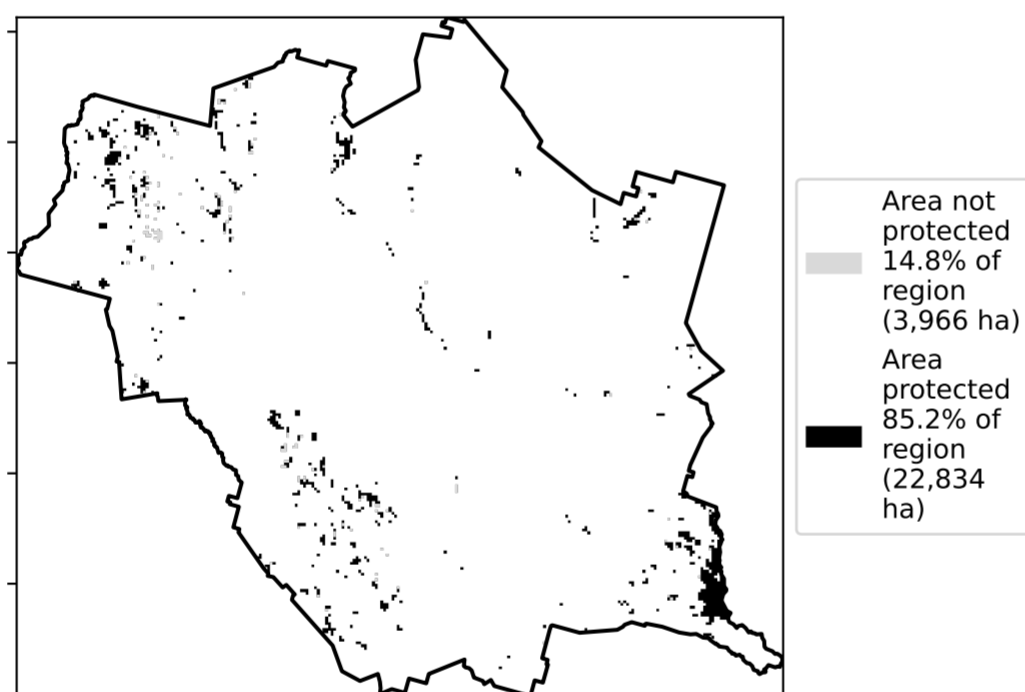 Area not
protected
14.8% of
region
(3,966 ha)
Area
protected
85.2% of
region
(22,834
ha)